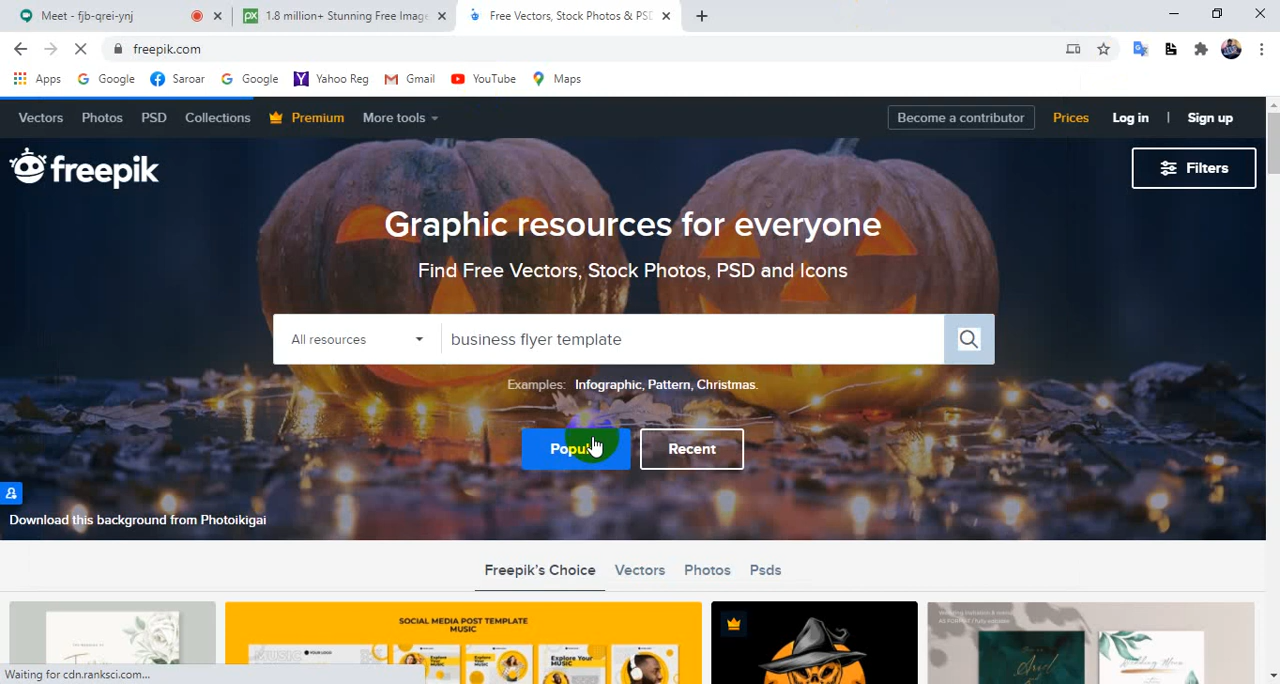 Meet - fjb-qrei-ynj
1.8 million+ Stunning Free Image
Free Vectors, Stock Photos & PSD
freepik.com
Apps Google Saroar Google Yahoo Reg Gmail YouTube Maps
Vectors Photos PSD Collections Premium More tools Become a contributor Prices Log in | Sign up
freepik
Filters
Graphic resources for everyone
Find Free Vectors, Stock Photos, PSD and Icons
All resources business flyer template
Examples: Infographic, Pattern, Christmas.
Recent
Download this background from Photoikigai
Freepik's Choice Vectors Photos Psds
SOCIAL MEDIA POST TEMPLATE
MUSIC
Waiting for cdn.ranksci.com...